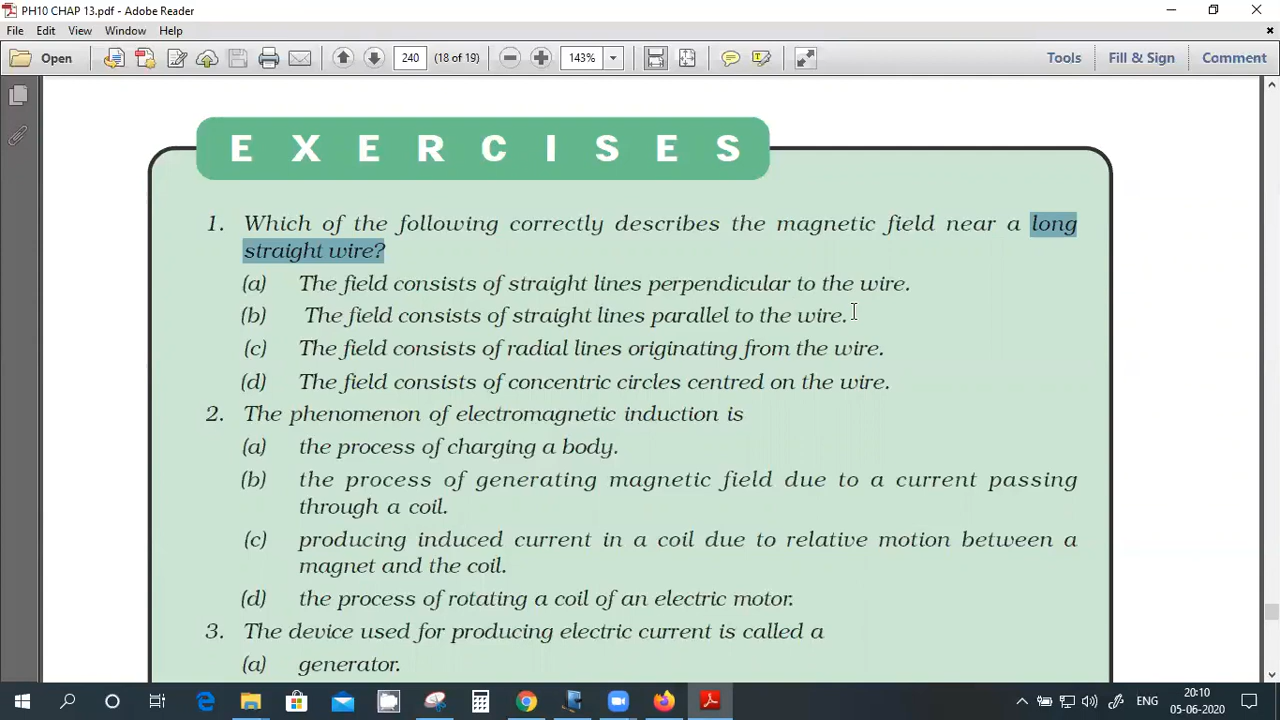 PH10 CHAP 13.pdf - Adobe Reader
File Edit View Window Help
Open 240 (18 of 19) 143% Tools Fill & Sign Comment
EXERCISES
1. Which of the following correctly describes the magnetic field near a long
straight wire?
(a) The field consists of straight lines perpendicular to the wire.
(b) The field consists of straight lines parallel to the wire.
(c) The field consists of radial lines originating from the wire.
(d) The field consists of concentric circles centred on the wire.
2. The phenomenon of electromagnetic induction is
(a) the process of charging a body.
(b) the process of generating magnetic field due to a current passing
through a coil.
(c) producing induced current in a coil due to relative motion between a
magnet and the coil.
(d) the process of rotating a coil of an electric motor.
3. The device used for producing electric current is called a
(a) generator.
ENG
20:10
05-06-2020